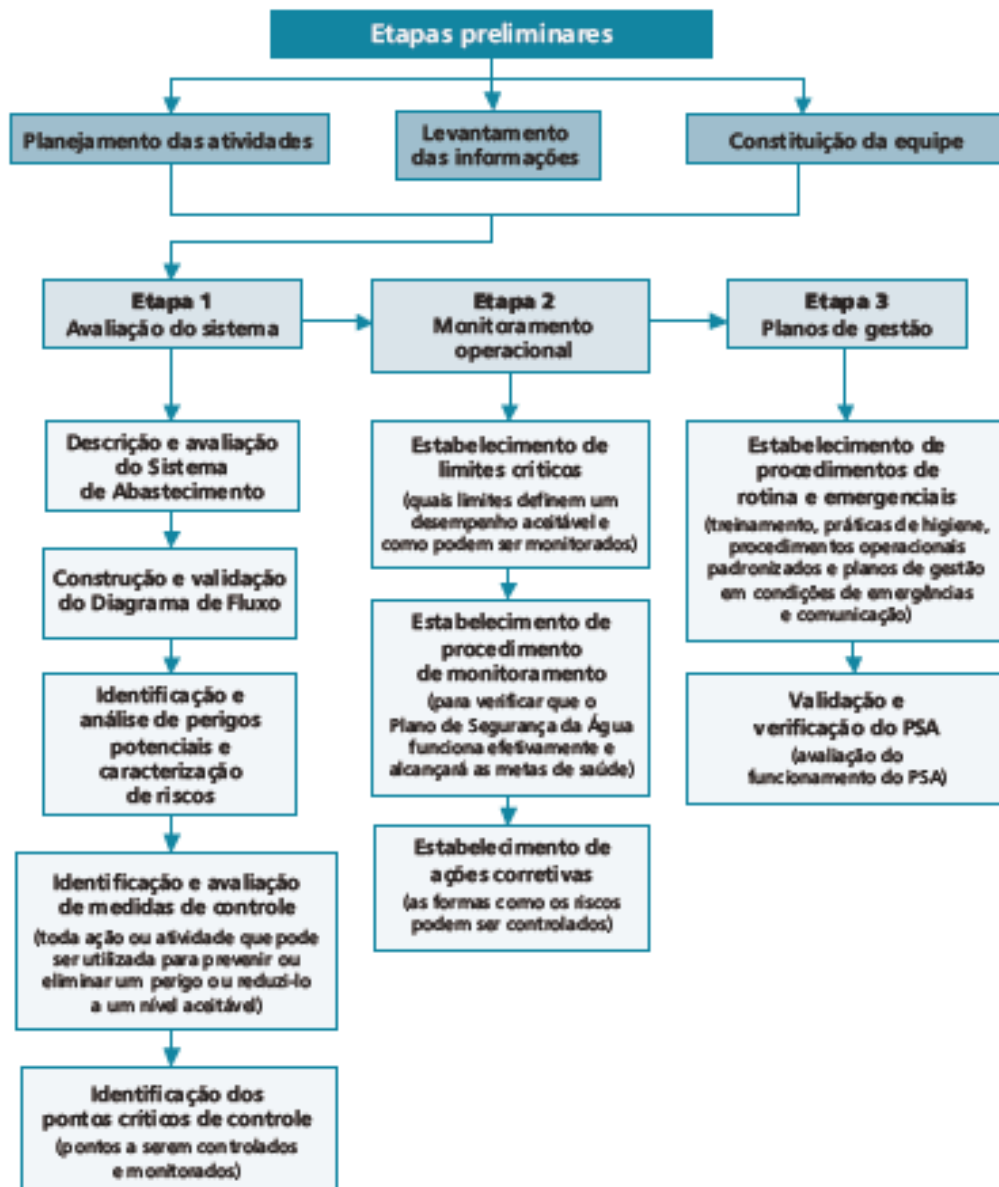 Etapas preliminares
Planejamento das atividades
Levantamento
das informações
Constituição da equipe
Etapa 1
Avaliação do sistema
Descrição e avaliação
do Sistema
de Abastecimento
Construção e validação
do Diagrama de Fluxo
Identificação e
análise de perigos
potenciais e
caracterização
de riscos
Identificação e avaliação
de medidas de controle
(toda ação ou atividade que pode
ser utilizada para prevenir ou
eliminar um perigo ou reduzi-lo
a um nível aceitável)
Identificação dos
pontos críticos de controle
(pontos a serem controlados
e monitorados)
Etapa 2
Monitoramento
operacional
Estabelecimento de
limites críticos
(quais limites definem um
desempenho aceitável e
como podem ser monitorados)
Estabelecimento de
procedimento
de monitoramento
(para verificar que o
Plano de Segurança da Água
funciona efetivamente e
alcançará as metas de saúde)
Estabelecimento de
ações corretivas
(as formas como os riscos
podem ser controlados)
Etapa 3
Planos de gestão
Estabelecimento de
procedimentos de
rotina e emergenciais
(treinamento, práticas de higiene,
procedimentos operacionais
padronizados e planos de gestão
em condições de emergências
e comunicação)
Validação e
verificação do PSA
(avaliação do
funcionamento do PSA)